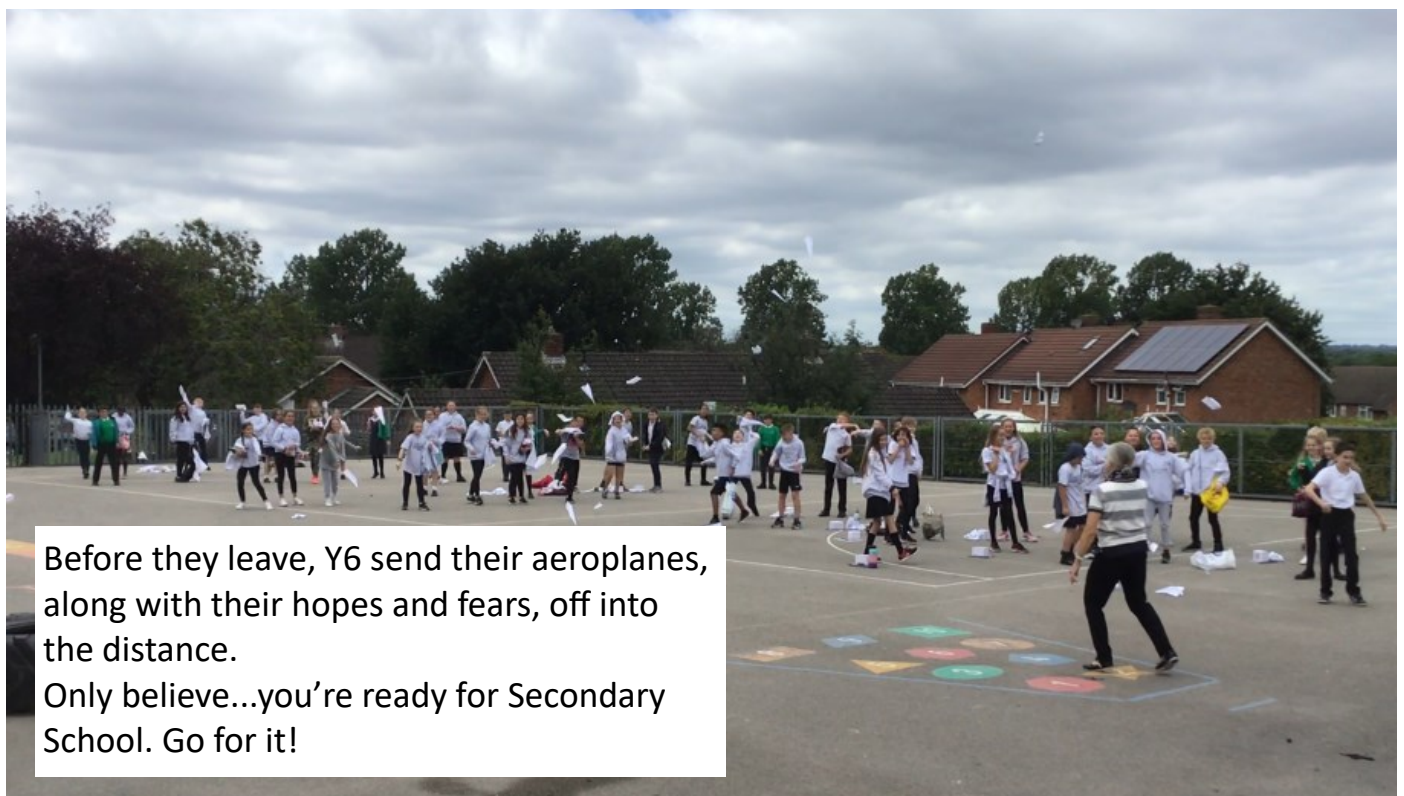 Before they leave, Y6 send their aeroplanes,
along with their hopes and fears, off into
the distance.
Only believe...you’re ready for Secondary
School. Go for it!